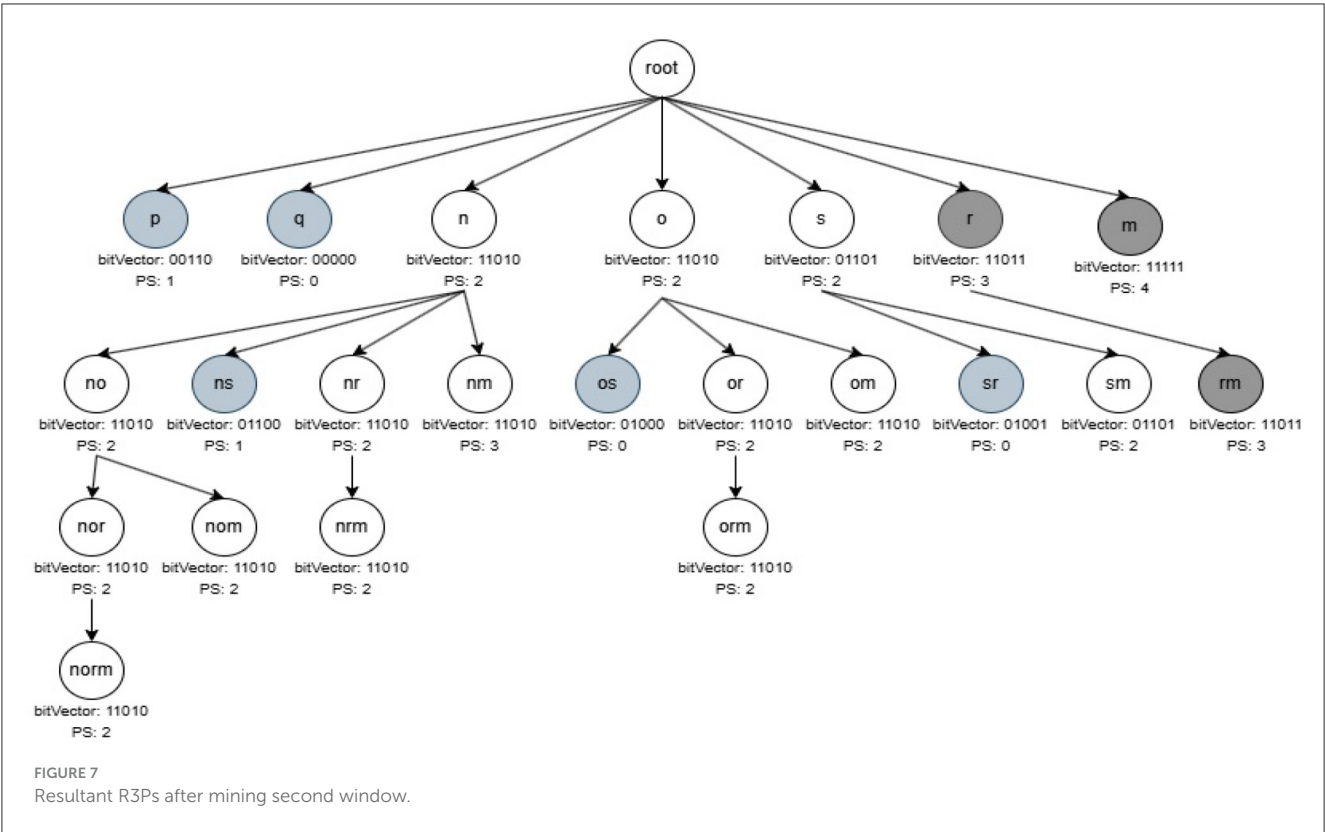 root
p q n o s r m
bitVector: 00110 bitVector: 00000 bitVector: 11010 bitVector: 11010 bitVector: 01101 bitVector: 11011 bitVector: 11111
PS: 1 PS: 0 PS: 2 PS: 2 PS: 2 PS: 3 PS: 4
no ns nr nm os or om sr sm rm
bitVector: 11010 bitVector: 01100 bitVector: 11010 bitVector: 11010 bitVector: 01000 bitVector: 11010 bitVector: 11010 bitVector: 01001 bitVector: 01101 bitVector: 11011
PS: 2 PS: 1 PS: 2 PS: 3 PS: 0 PS: 2 PS: 2 PS: 0 PS: 2 PS: 3
nor nom nrm orm
bitVector: 11010 bitVector: 11010 bitVector: 11010 bitVector: 11010
PS: 2 PS: 2 PS: 2 PS: 2
norm
bitVector: 11010
PS: 2
FIGURE 7
Resultant R3Ps after mining second window.